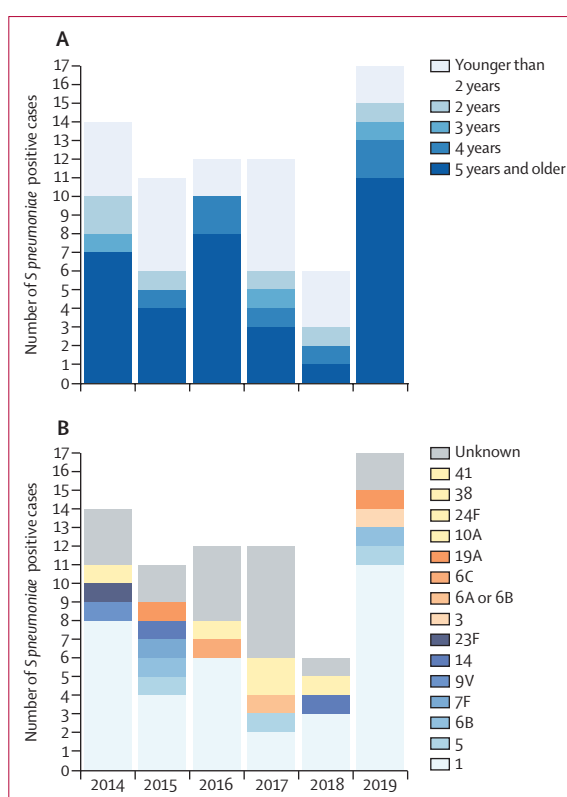 A
17
16
15
14
13
12
11
10
9
8
7
6
5
4
3
2
1
0
Number of S pneumoniae positive cases
Younger than
2 years
2 years
3 years
4 years
5 years and older
B
17
16
15
14
13
12
11
10
9
8
7
6
5
4
3
2
1
0
Number of S pneumoniae positive cases
2014 2015 2016 2017 2018 2019
Unknown
41
38
24F
10A
19A
6C
6A or 6B
3
23F
14
9V
7F
6B
5
1